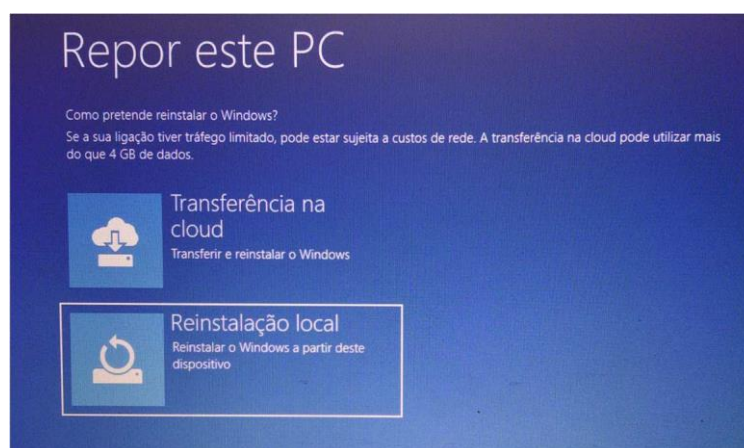 Repor este PC
Como pretende reinstalar o Windows?
Se a sua ligação tiver tráfego limitado, pode estar sujeita a custos de rede. A transferência na cloud pode utilizar mais
do que 4 GB de dados.
Transferência na
cloud
Transferir e reinstalar o Windows
Reinstalação local
Reinstalar o Windows a partir deste
dispositivo